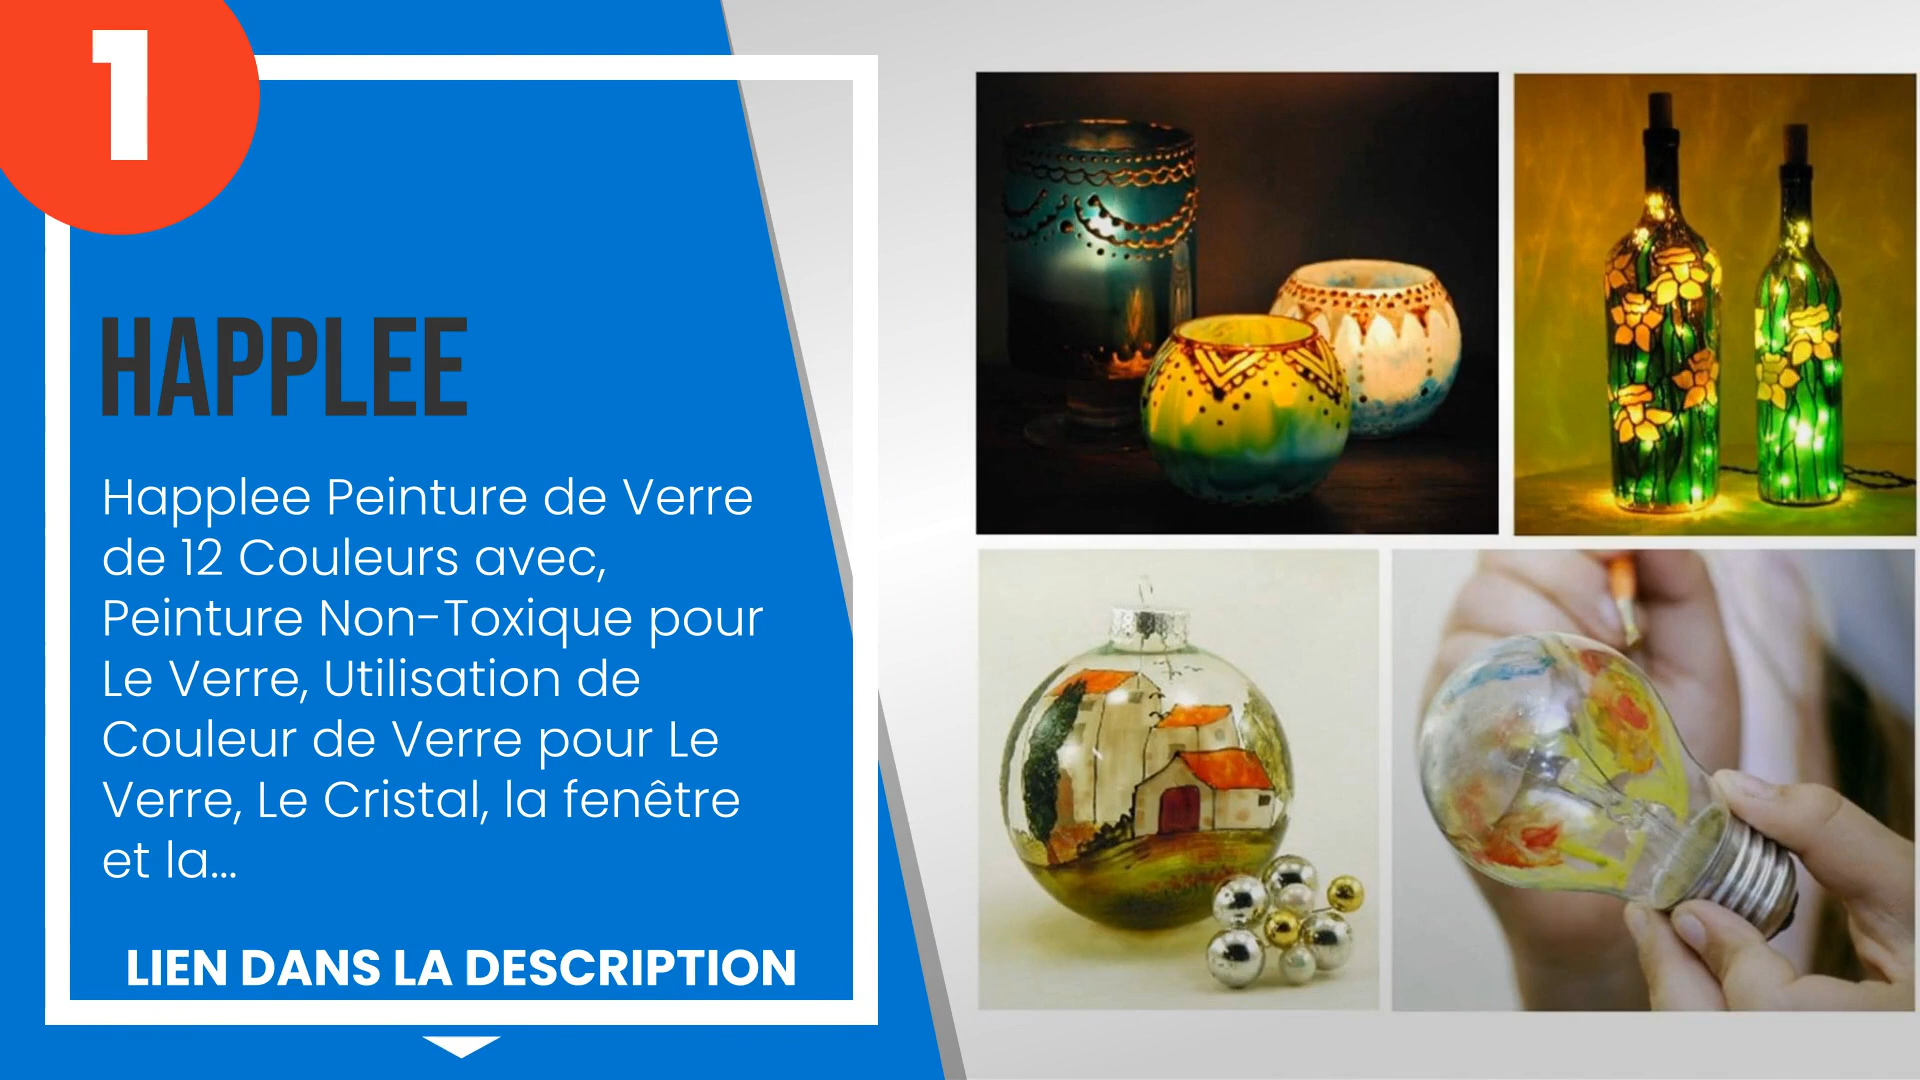 1
HAPPLEE
Happlee Peinture de Verre
de 12 Couleurs avec,
Peinture Non-Toxique pour
Le Verre, Utilisation de
Couleur de Verre pour Le
Verre, Le Cristal, la fenêtre
et la...
LIEN DANS LA DESCRIPTION